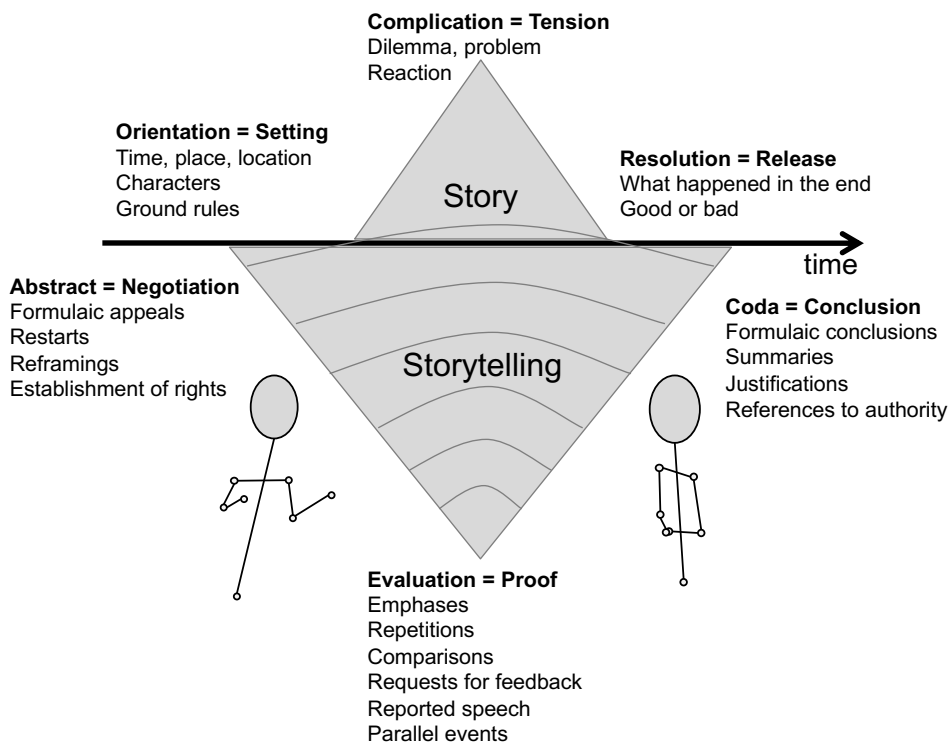 Complication = Tension
Dilemma, problem
Reaction
Orientation = Setting
Time, place, location
Characters
Ground rules
Resolution = Release
What happened in the end
Good or bad
Story
time
Abstract = Negotiation
Formulaic appeals
Restarts
Reframings
Establishment of rights
Storytelling
Coda = Conclusion
Formulaic conclusions
Summaries
Justifications
References to authority
Evaluation = Proof
Emphases
Repetitions
Comparisons
Requests for feedback
Reported speech
Parallel events